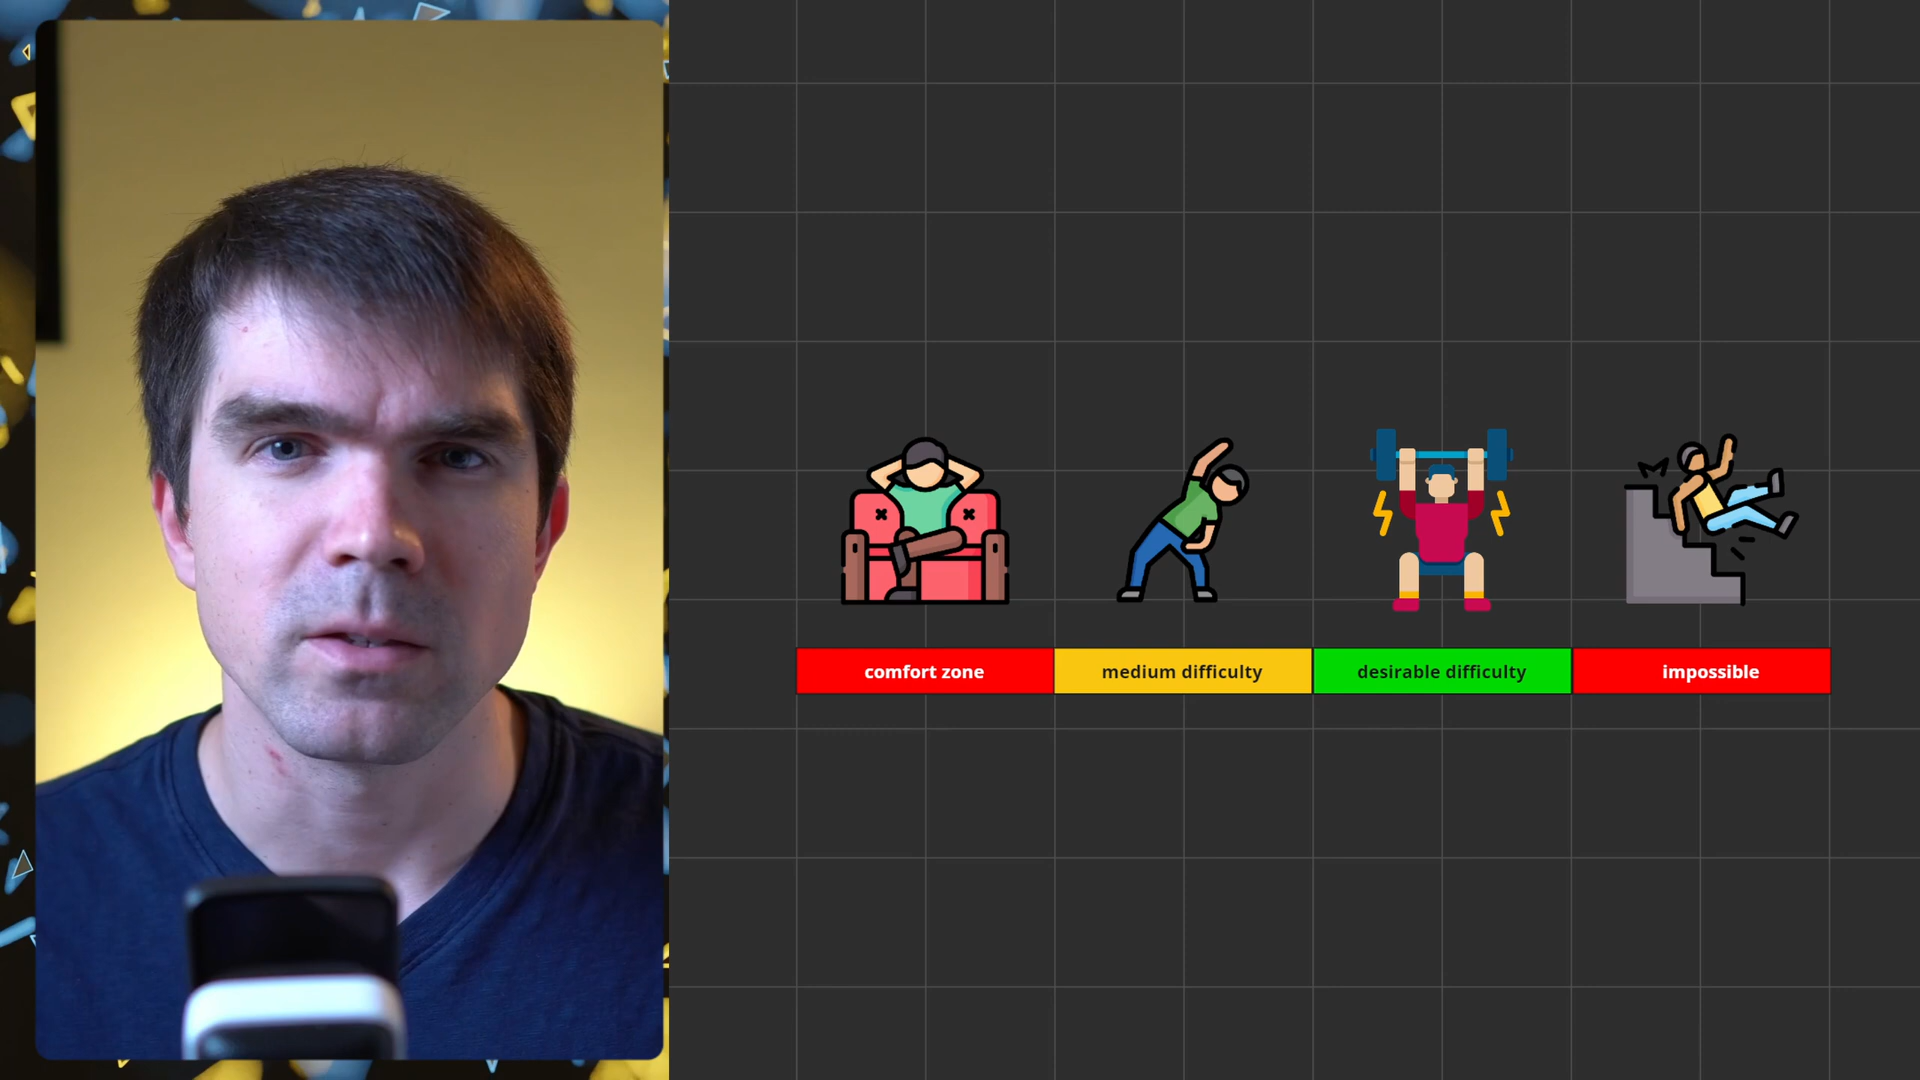 comfort zone
medium difficulty
desirable difficulty
impossible